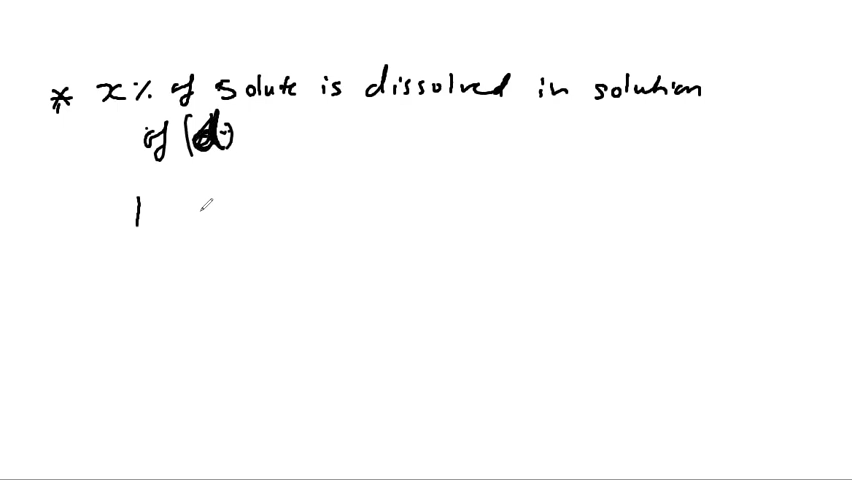 * x% of solute is dissolved in solution
of (d)
1